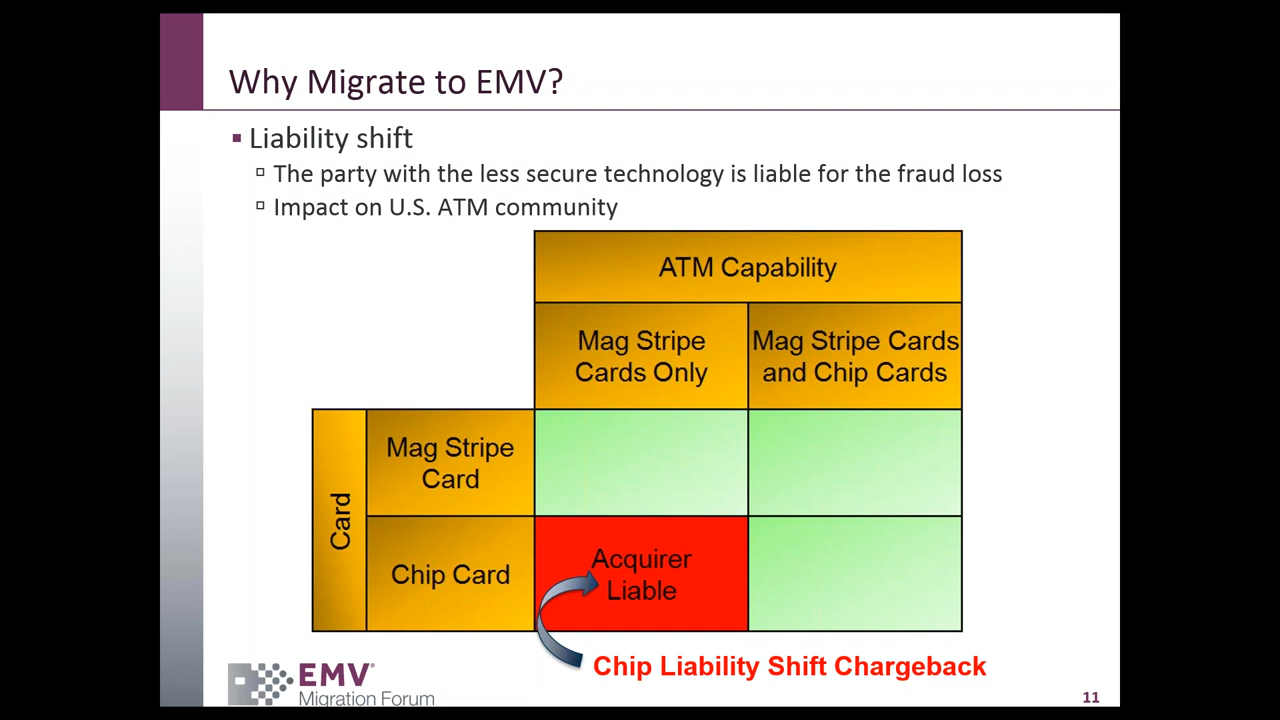 Why Migrate to EMV?
Liability shift
The party with the less secure technology is liable for the fraud loss
Impact on U.S. ATM community
ATM Capability
Mag Stripe
Cards Only
Mag Stripe Cards
and Chip Cards
Card
Mag Stripe
Card
Chip Card
Acquirer
Liable
Chip Liability Shift Chargeback
EMV®
Migration Forum
11